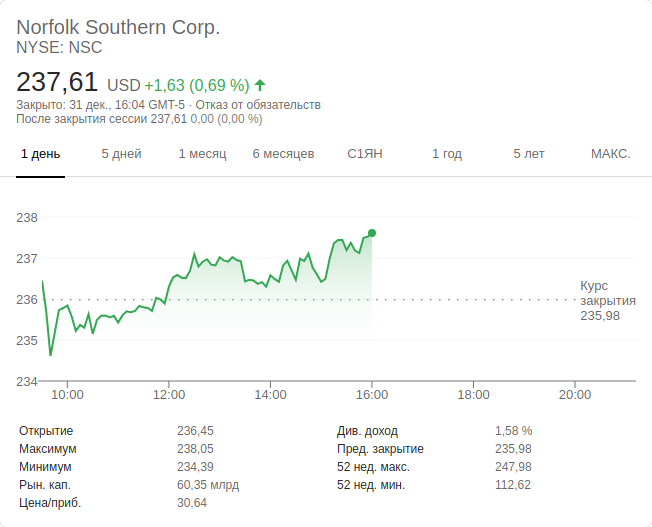 Norfolk Southern Corp.
NYSE: NSC
237,61 USD +1,63 (0,69 %)
Закрыто: 31 дек., 16:04 GMT-5 · Отказ от обязательств
После закрытия сессии 237,61 0,00 (0,00 %)
1 день 5 дней 1 месяц 6 месяцев С1ЯН 1 год 5 лет МАКС.
238
237
236
235
234
Курс
закрытия
235,98
10:00 12:00 14:00 16:00 18:00 20:00
Открытие 236,45 Див. доход 1,58 %
Максимум 238,05 Пред. закрытие 235,98
Минимум 234,39 52 нед. макс. 247,98
Рын. кап. 60,35 млрд 52 нед. мин. 112,62
Цена/приб. 30,64